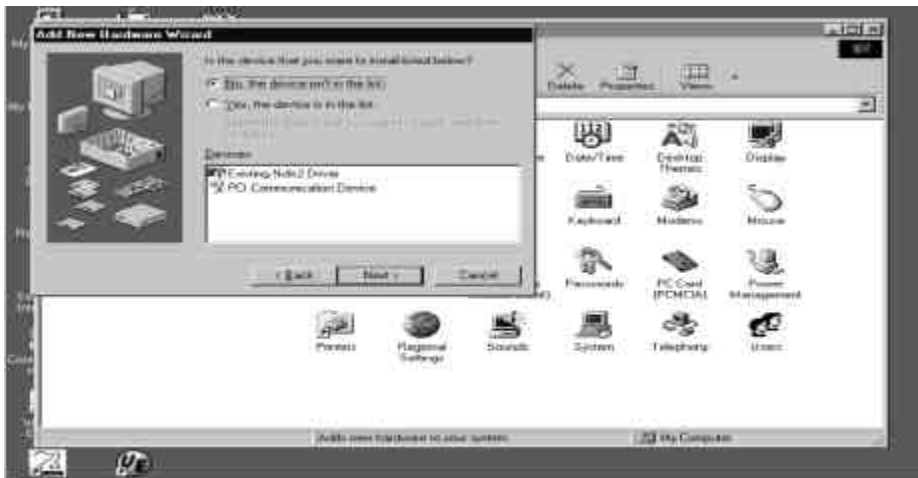 Add New Hardware Wizard
Is the device that you want to install listed below?
No, the device isn't in the list.
Yes, the device is in the list.
Devices:
Existing Ndis2 Driver
PCI Communication Device
< Back
Next >
Cancel
Delete
Properties
Views
Date/Time
Desktop
Themes
Display
Keyboard
Modems
Mouse
Passwords
PC Card
(PCMCIA)
Power
Management
Printers
Regional
Settings
Sounds
System
Telephony
Users
Adds new hardware to your system.
My Computer